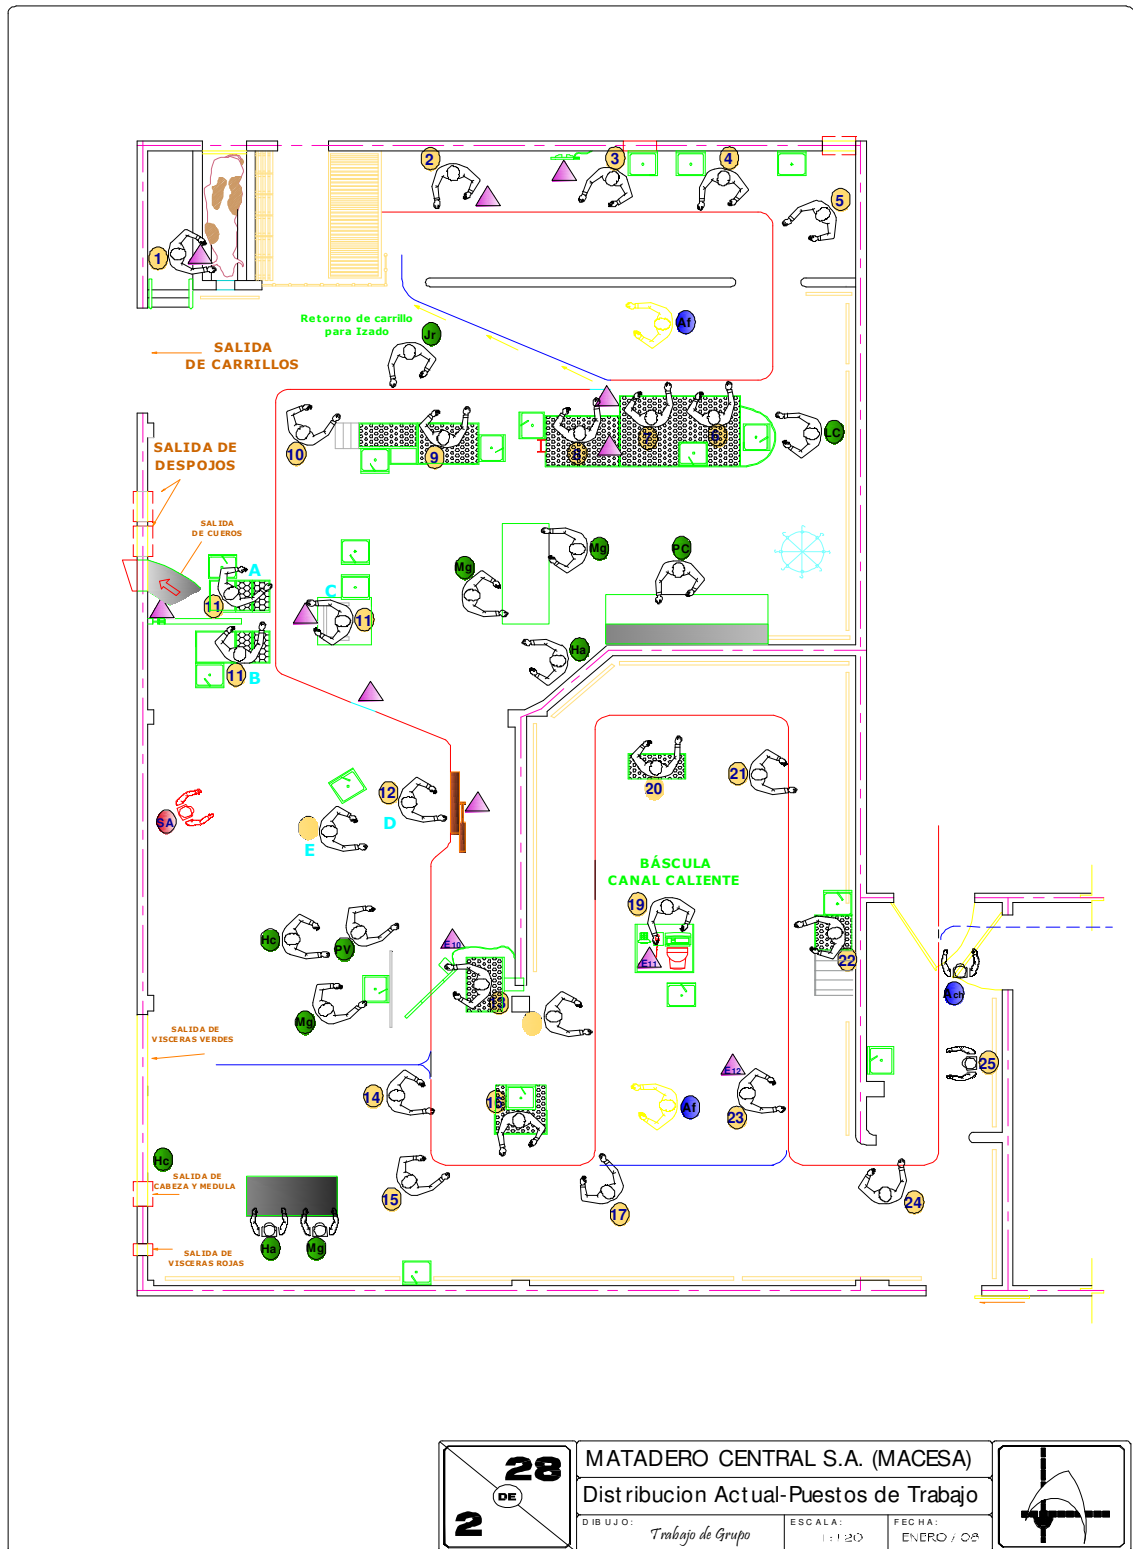 2
3
4
5
1
Retorno de carrillo
para Izado
Jr
Af
SALIDA
DE CARRILLOS
10
9
8
7
6
LC
SALIDA DE
DESPOJOS
SALIDA
DE CUEROS
A
11
C
11
Mg
Mg
PC
Ha
11
B
SA
12
D
E
20
21
BÁSCULA
CANAL CALIENTE
19
E11
22
Hc
PV
E10
Mg
Ach
SALIDA DE
VISCERAS VERDES
14
16
Af
E12
23
25
Hc
SALIDA DE
CABEZA Y MEDULA
15
17
24
Ha
Mg
SALIDA DE
VISCERAS ROJAS
28
DE
2
MATADERO CENTRAL S.A. (MACESA)
Distribucion Actual-Puestos de Trabajo
DIBUJO:
Trabajo de Grupo
ESCALA:
1:120
FECHA:
ENERO / 08